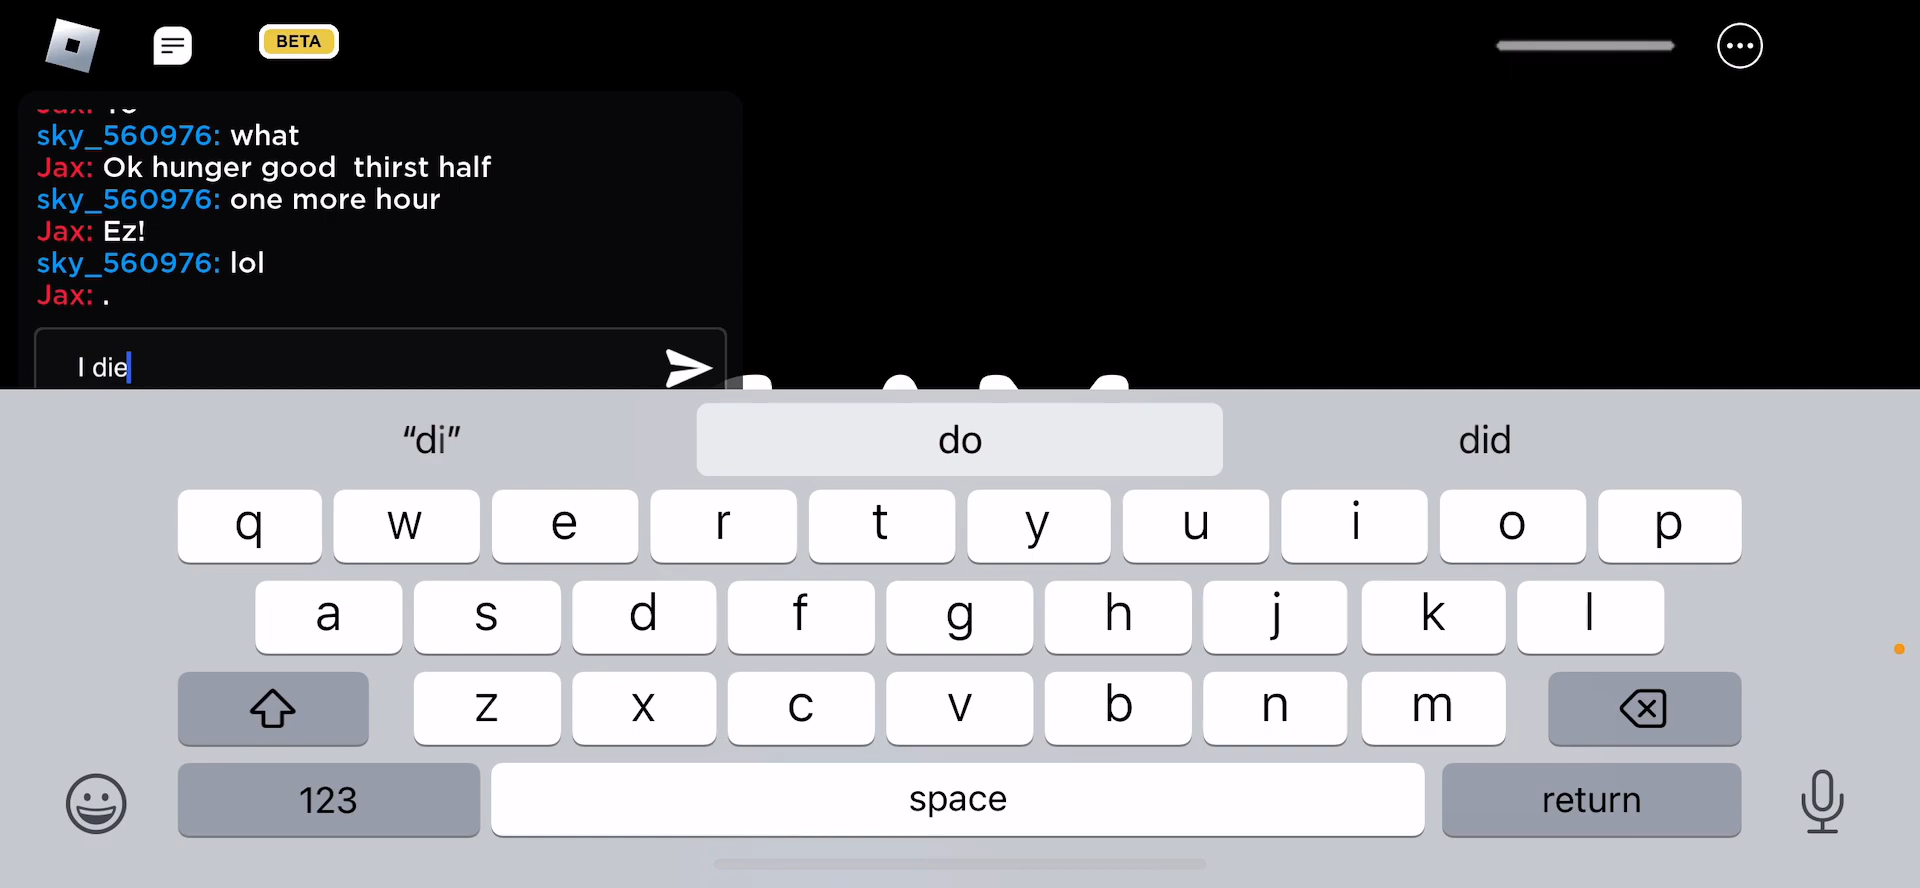 BETA
sky_560976: what
Jax: Ok hunger good  thirst half
sky_560976: one more hour
Jax: Ez!
sky_560976: lol
Jax: .
I die
“di”
do
did
q w e r t y u i o p
a s d f g h j k l
z x c v b n m
123
space
return